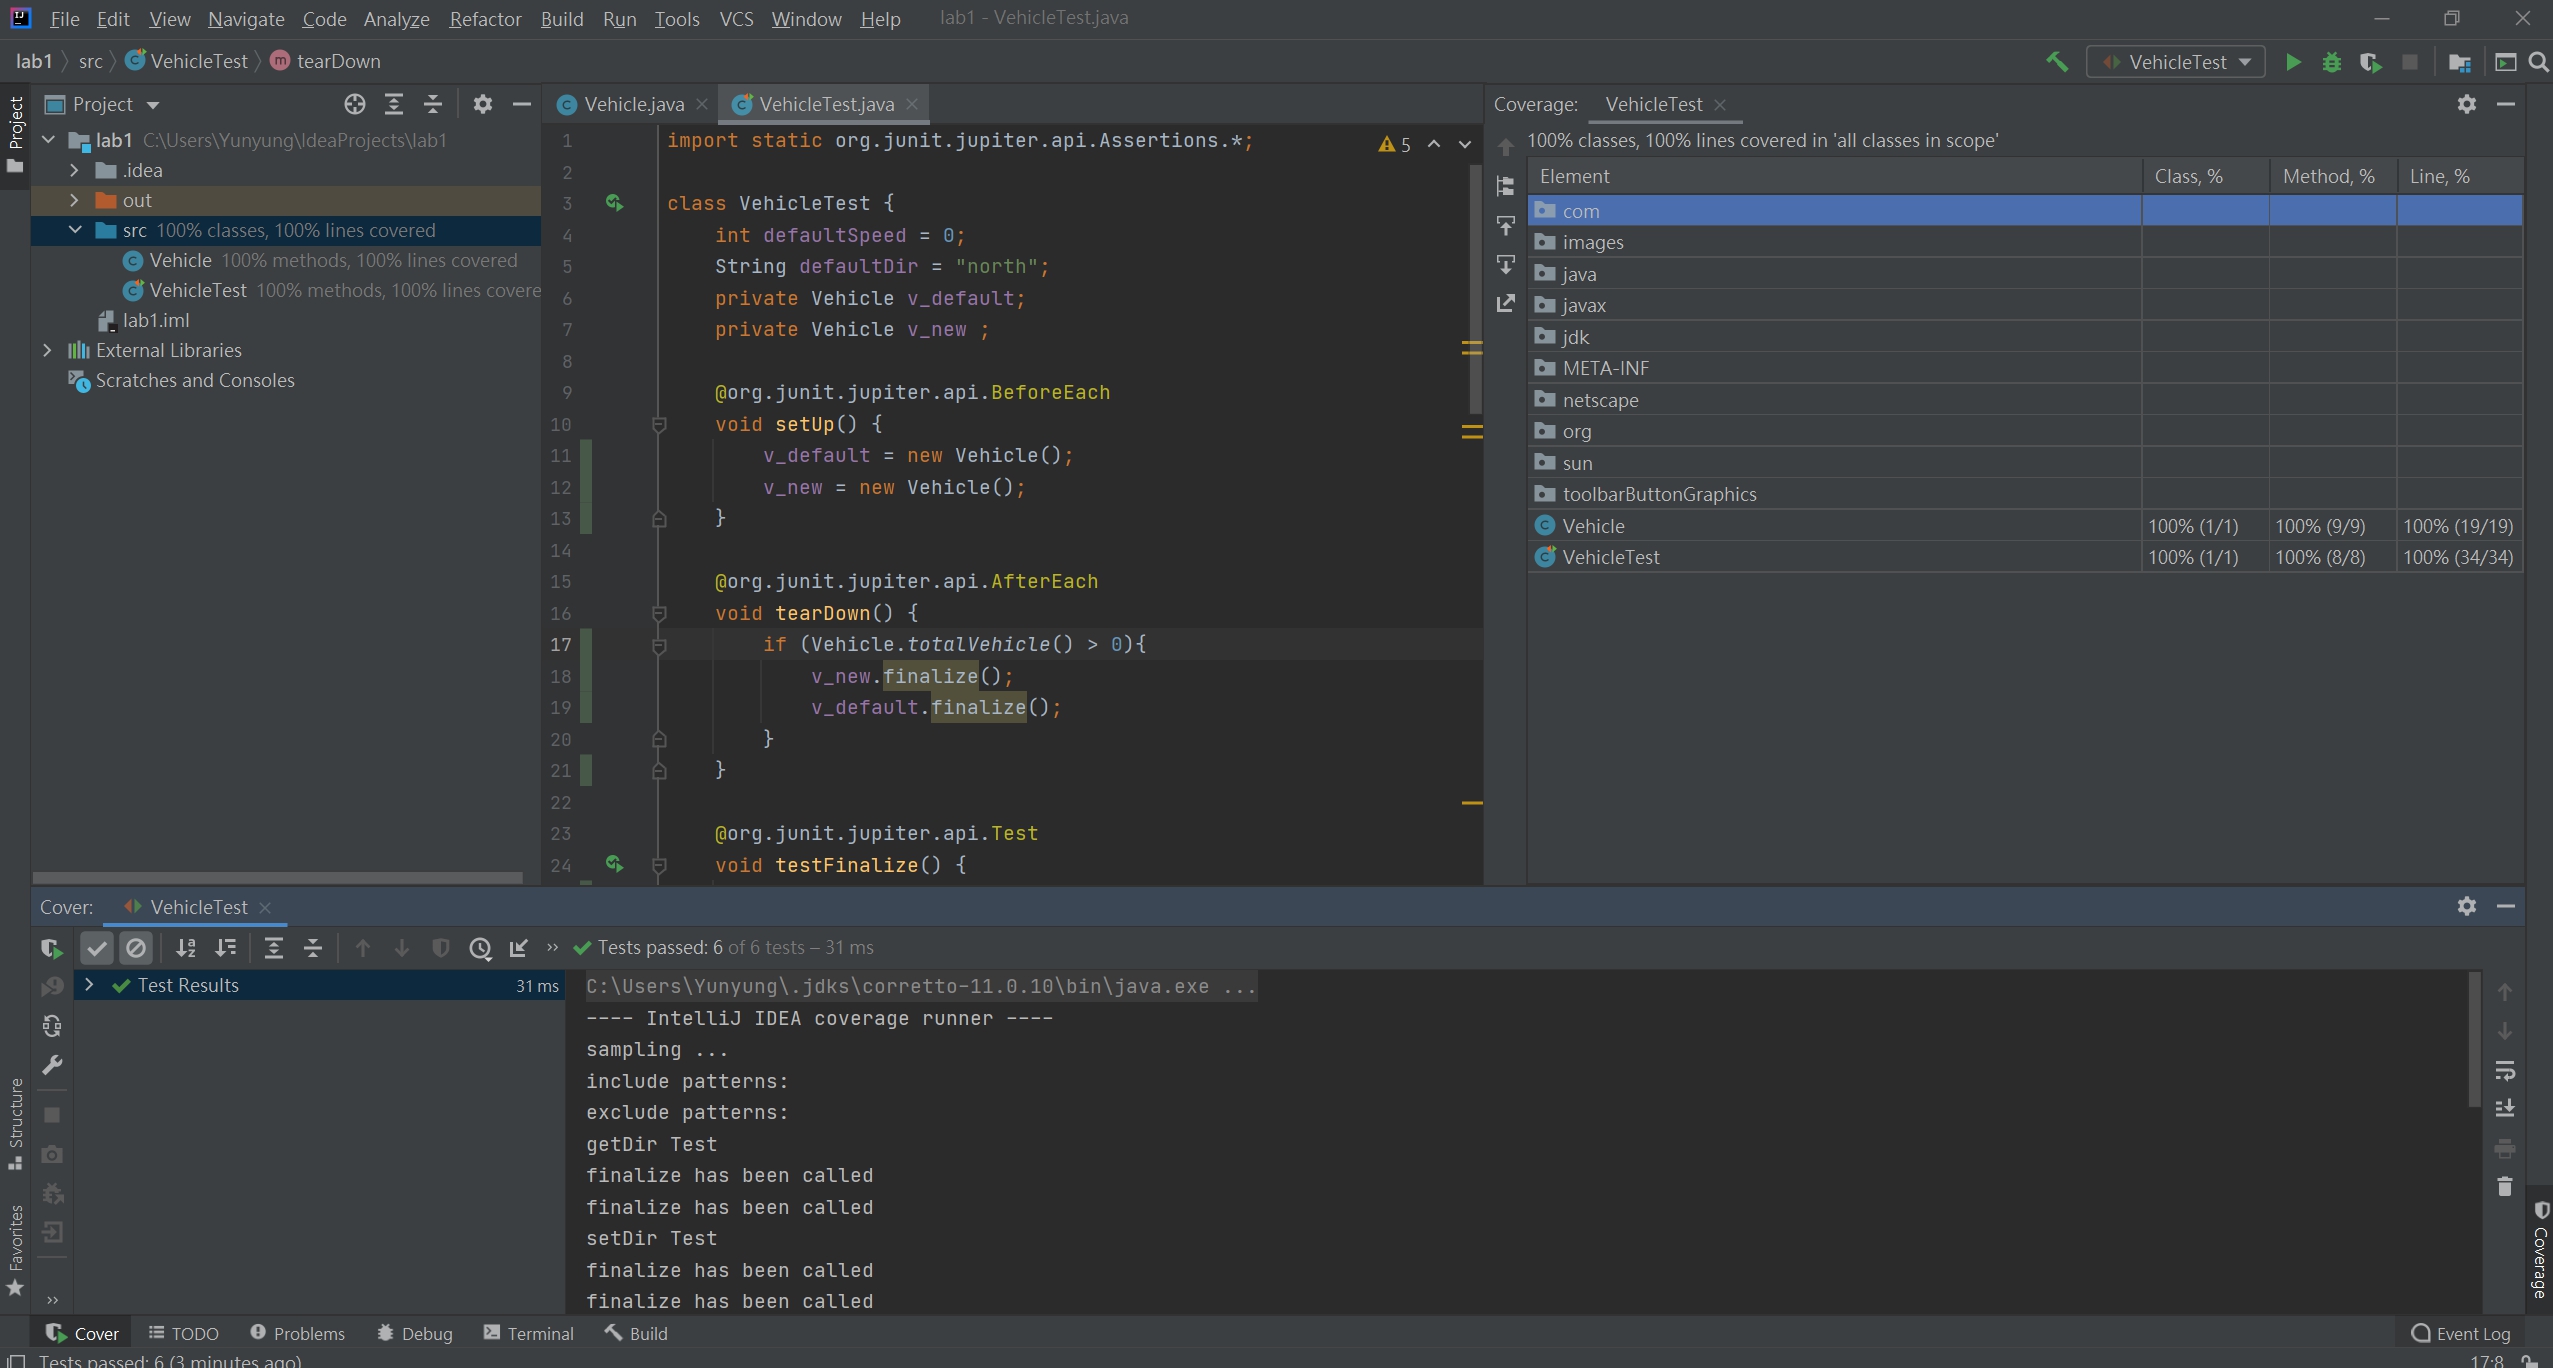 File Edit View Navigate Code Analyze Refactor Build Run Tools VCS Window Help lab1 - VehicleTest.java
lab1 src VehicleTest tearDown
VehicleTest
Project
Project
lab1 C:\Users\Yunyung\IdeaProjects\lab1
.idea
out
src 100% classes, 100% lines covered
Vehicle 100% methods, 100% lines covered
VehicleTest 100% methods, 100% lines covere
lab1.iml
External Libraries
Scratches and Consoles
Vehicle.java VehicleTest.java
5
1 import static org.junit.jupiter.api.Assertions.*;
2
3 class VehicleTest {
4 int defaultSpeed = 0;
5 String defaultDir = "north";
6 private Vehicle v_default;
7 private Vehicle v_new ;
8
9 @org.junit.jupiter.api.BeforeEach
10 void setUp() {
11 v_default = new Vehicle();
12 v_new = new Vehicle();
13 }
14
15 @org.junit.jupiter.api.AfterEach
16 void tearDown() {
17 if (Vehicle.totalVehicle() > 0){
18 v_new.finalize();
19 v_default.finalize();
20 }
21 }
22
23 @org.junit.jupiter.api.Test
24 void testFinalize() {
Coverage: VehicleTest
100% classes, 100% lines covered in 'all classes in scope'
Element Class, % Method, % Line, %
com
images
java
javax
jdk
META-INF
netscape
org
sun
toolbarButtonGraphics
Vehicle 100% (1/1) 100% (9/9) 100% (19/19)
VehicleTest 100% (1/1) 100% (8/8) 100% (34/34)
Cover: VehicleTest
Tests passed: 6 of 6 tests – 31 ms
Test Results 31 ms
C:\Users\Yunyung\.jdks\corretto-11.0.10\bin\java.exe ...
---- IntelliJ IDEA coverage runner ----
sampling ...
include patterns:
exclude patterns:
getDir Test
finalize has been called
finalize has been called
setDir Test
finalize has been called
finalize has been called
Structure
Favorites
Coverage
Cover TODO Problems Debug Terminal Build Event Log
Tests passed: 6 (3 minutes ago) 17:8